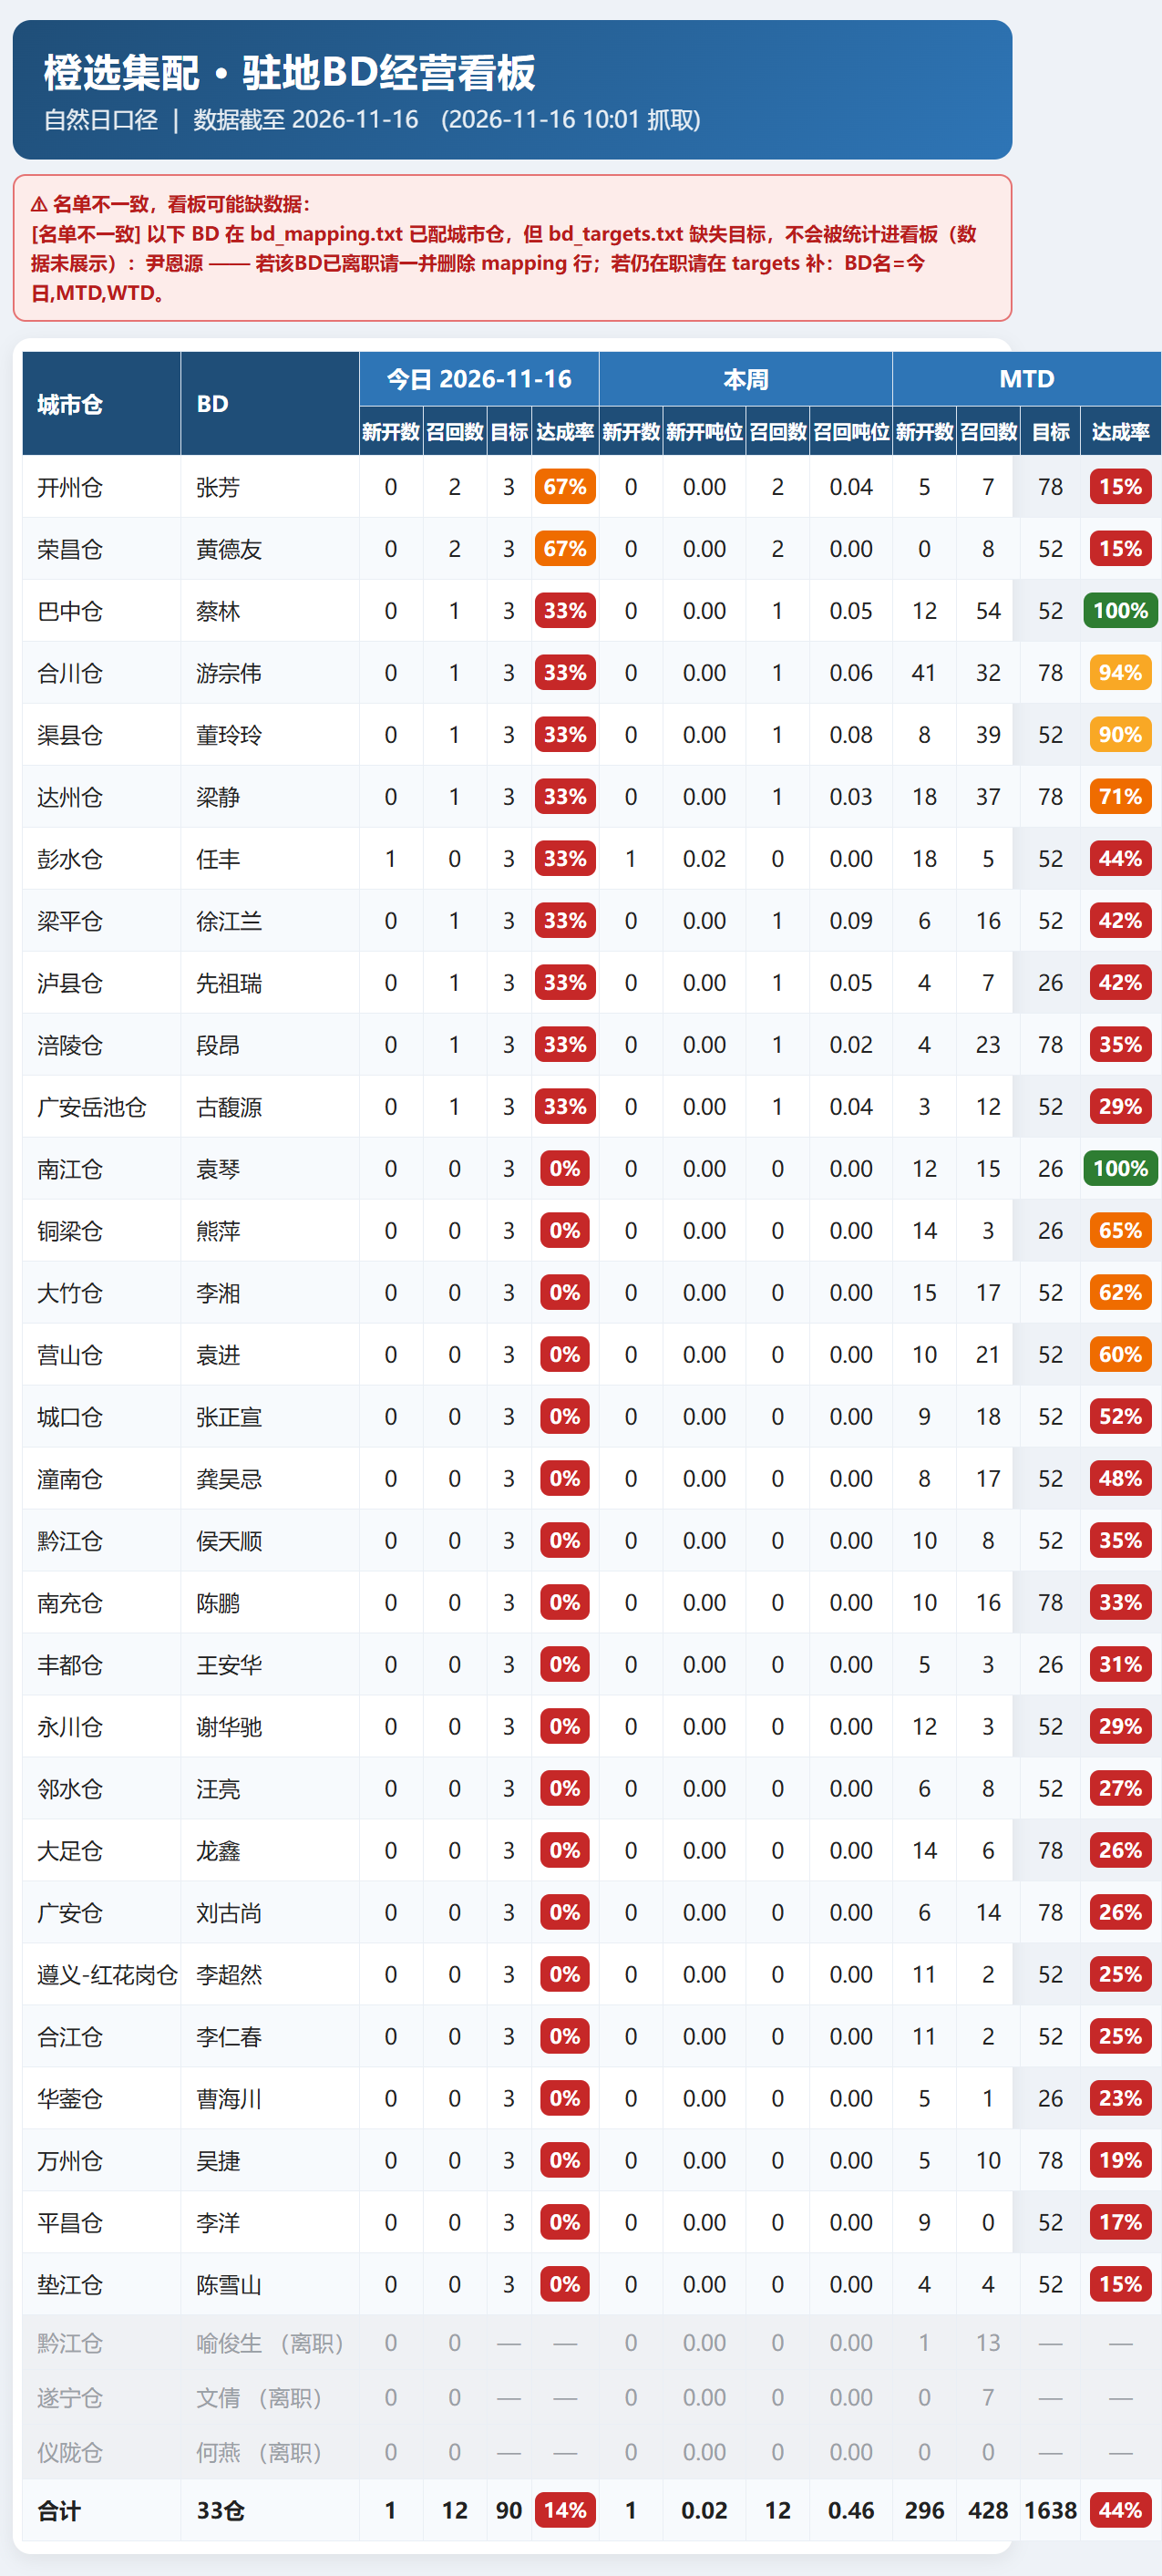 橙选集配 • 驻地BD经营看板
自然日口径 | 数据截至 2026-11-16 (2026-11-16 10:01 抓取)
⚠ 名单不一致，看板可能缺数据：
[名单不一致] 以下 BD 在 bd_mapping.txt 已配城市仓，但 bd_targets.txt 缺失目标，不会被统计进看板（数
据未展示）：尹恩源 —— 若该BD已离职请一并删除 mapping 行；若仍在职请在 targets 补：BD名=今
日,MTD,WTD。
城市仓 BD 今日 2026-11-16 本周 MTD
新开数 召回数 目标 达成率 新开数 新开吨位 召回数 召回吨位 新开数 召回数 目标 达成率
开州仓 张芳 0 2 3 67% 0 0.00 2 0.04 5 7 78 15%
荣昌仓 黄德友 0 2 3 67% 0 0.00 2 0.00 0 8 52 15%
巴中仓 蔡林 0 1 3 33% 0 0.00 1 0.05 12 54 52 100%
合川仓 游宗伟 0 1 3 33% 0 0.00 1 0.06 41 32 78 94%
渠县仓 董玲玲 0 1 3 33% 0 0.00 1 0.08 8 39 52 90%
达州仓 梁静 0 1 3 33% 0 0.00 1 0.03 18 37 78 71%
彭水仓 任丰 1 0 3 33% 1 0.02 0 0.00 18 5 52 44%
梁平仓 徐江兰 0 1 3 33% 0 0.00 1 0.09 6 16 52 42%
泸县仓 先祖瑞 0 1 3 33% 0 0.00 1 0.05 4 7 26 42%
涪陵仓 段昂 0 1 3 33% 0 0.00 1 0.02 4 23 78 35%
广安岳池仓 古馥源 0 1 3 33% 0 0.00 1 0.04 3 12 52 29%
南江仓 袁琴 0 0 3 0% 0 0.00 0 0.00 12 15 26 100%
铜梁仓 熊萍 0 0 3 0% 0 0.00 0 0.00 14 3 26 65%
大竹仓 李湘 0 0 3 0% 0 0.00 0 0.00 15 17 52 62%
营山仓 袁进 0 0 3 0% 0 0.00 0 0.00 10 21 52 60%
城口仓 张正宣 0 0 3 0% 0 0.00 0 0.00 9 18 52 52%
潼南仓 龚吴忌 0 0 3 0% 0 0.00 0 0.00 8 17 52 48%
黔江仓 侯天顺 0 0 3 0% 0 0.00 0 0.00 10 8 52 35%
南充仓 陈鹏 0 0 3 0% 0 0.00 0 0.00 10 16 78 33%
丰都仓 王安华 0 0 3 0% 0 0.00 0 0.00 5 3 26 31%
永川仓 谢华驰 0 0 3 0% 0 0.00 0 0.00 12 3 52 29%
邻水仓 汪亮 0 0 3 0% 0 0.00 0 0.00 6 8 52 27%
大足仓 龙鑫 0 0 3 0% 0 0.00 0 0.00 14 6 78 26%
广安仓 刘古尚 0 0 3 0% 0 0.00 0 0.00 6 14 78 26%
遵义-红花岗仓 李超然 0 0 3 0% 0 0.00 0 0.00 11 2 52 25%
合江仓 李仁春 0 0 3 0% 0 0.00 0 0.00 11 2 52 25%
华蓥仓 曹海川 0 0 3 0% 0 0.00 0 0.00 5 1 26 23%
万州仓 吴捷 0 0 3 0% 0 0.00 0 0.00 5 10 78 19%
平昌仓 李洋 0 0 3 0% 0 0.00 0 0.00 9 0 52 17%
垫江仓 陈雪山 0 0 3 0% 0 0.00 0 0.00 4 4 52 15%
黔江仓 喻俊生（离职） 0 0 — — 0 0.00 0 0.00 1 13 — —
遂宁仓 文倩（离职） 0 0 — — 0 0.00 0 0.00 0 7 — —
仪陇仓 何燕（离职） 0 0 — — 0 0.00 0 0.00 0 0 — —
合计 33仓 1 12 90 14% 1 0.02 12 0.46 296 428 1638 44%